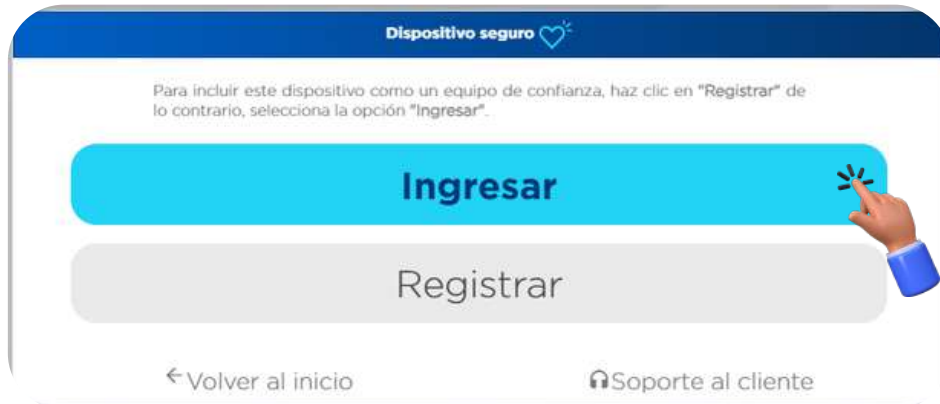 Dispositivo seguro
Para incluir este dispositivo como un equipo de confianza, haz clic en "Registrar" de
lo contrario, selecciona la opción "Ingresar".
Ingresar
Registrar
Volver al inicio
Soporte al cliente